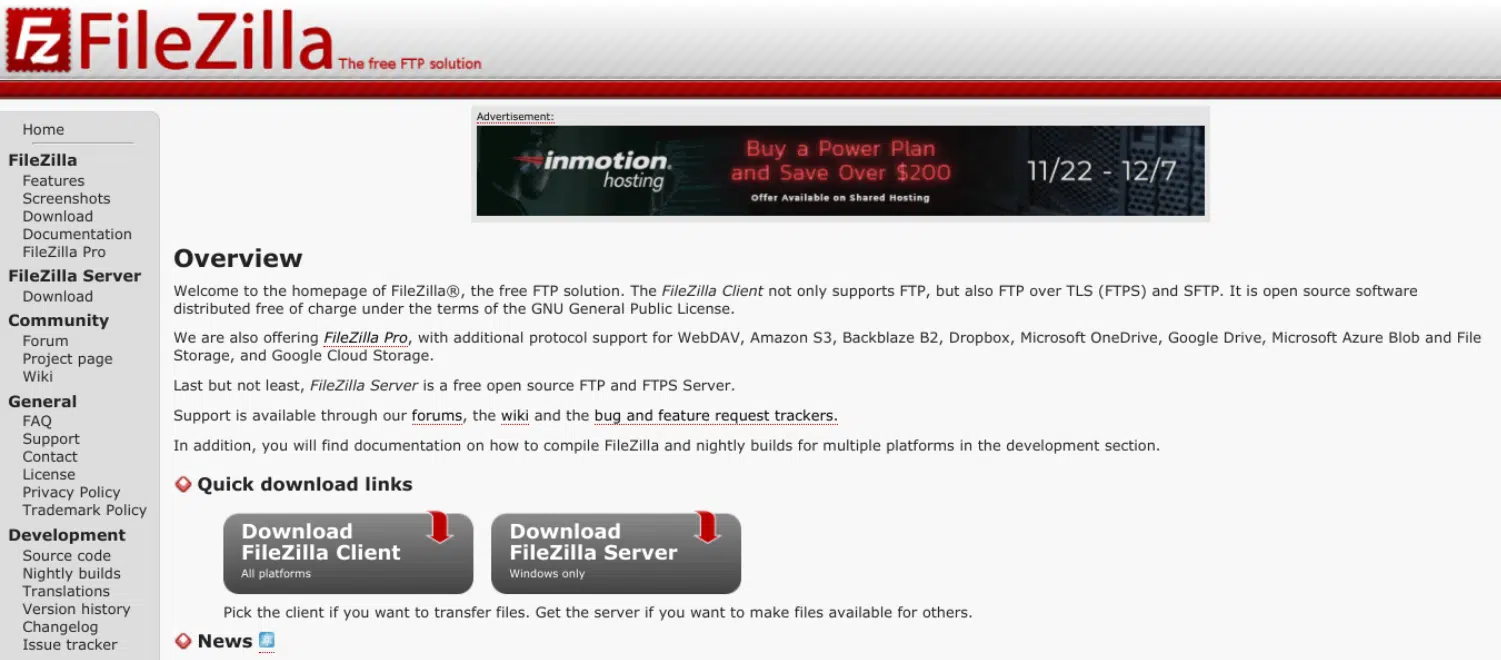 Fz FileZilla The free FTP solution
Home
FileZilla
Features
Screenshots
Download
Documentation
FileZilla Pro
FileZilla Server
Download
Community
Forum
Project page
Wiki
General
FAQ
Support
Contact
License
Privacy Policy
Trademark Policy
Development
Source code
Nightly builds
Translations
Version history
Changelog
Issue tracker
Advertisement:
inmotion
hosting
Buy a Power Plan
and Save Over $200
Offer Available on Shared Hosting
11/22 - 12/7
Overview
Welcome to the homepage of FileZilla®, the free FTP solution. The FileZilla Client not only supports FTP, but also FTP over TLS (FTPS) and SFTP. It is open source software
distributed free of charge under the terms of the GNU General Public License.
We are also offering FileZilla Pro, with additional protocol support for WebDAV, Amazon S3, Backblaze B2, Dropbox, Microsoft OneDrive, Google Drive, Microsoft Azure Blob and File
Storage, and Google Cloud Storage.
Last but not least, FileZilla Server is a free open source FTP and FTPS Server.
Support is available through our forums, the wiki and the bug and feature request trackers.
In addition, you will find documentation on how to compile FileZilla and nightly builds for multiple platforms in the development section.
Quick download links
Download
FileZilla Client
All platforms
Download
FileZilla Server
Windows only
Pick the client if you want to transfer files. Get the server if you want to make files available for others.
News